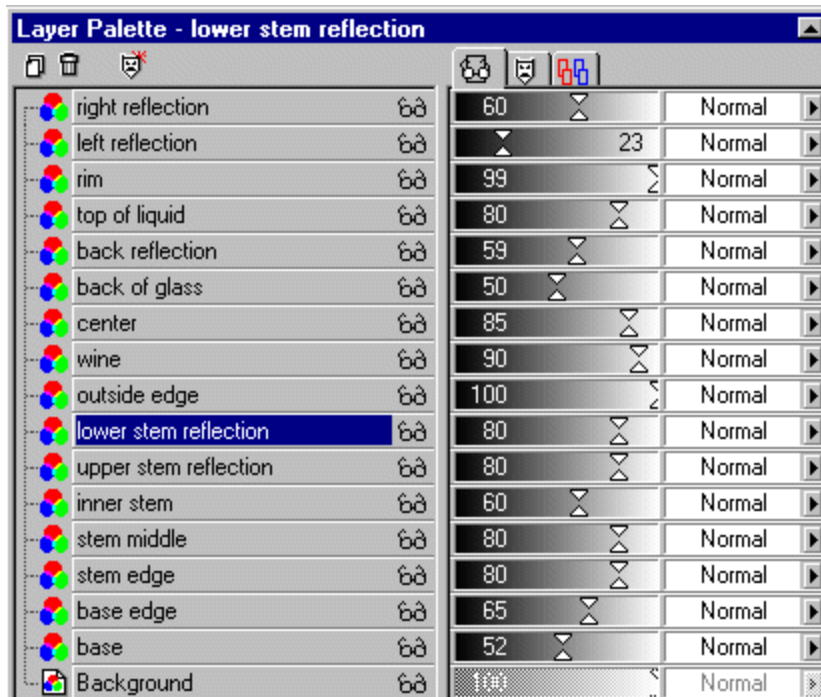 Layer Palette - lower stem reflection
right reflection 60 Normal
left reflection 23 Normal
rim 99 Normal
top of liquid 80 Normal
back reflection 59 Normal
back of glass 50 Normal
center 85 Normal
wine 90 Normal
outside edge 100 Normal
lower stem reflection 80 Normal
upper stem reflection 80 Normal
inner stem 60 Normal
stem middle 80 Normal
stem edge 80 Normal
base edge 65 Normal
base 52 Normal
Background 100 Normal